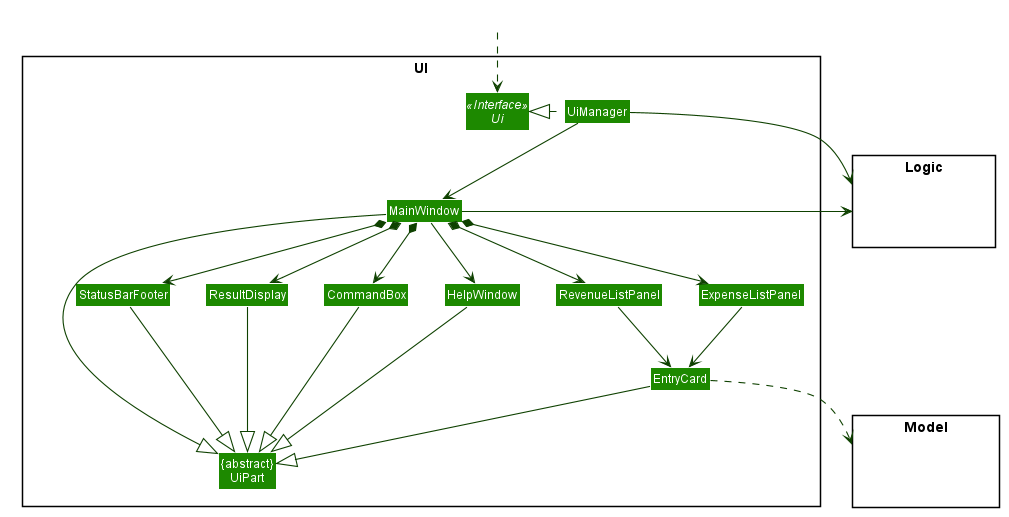 UI
«Interface»
Ui
UiManager
Logic
MainWindow
StatusBarFooter
ResultDisplay
CommandBox
HelpWindow
RevenueListPanel
ExpenseListPanel
EntryCard
Model
{abstract}
UiPart